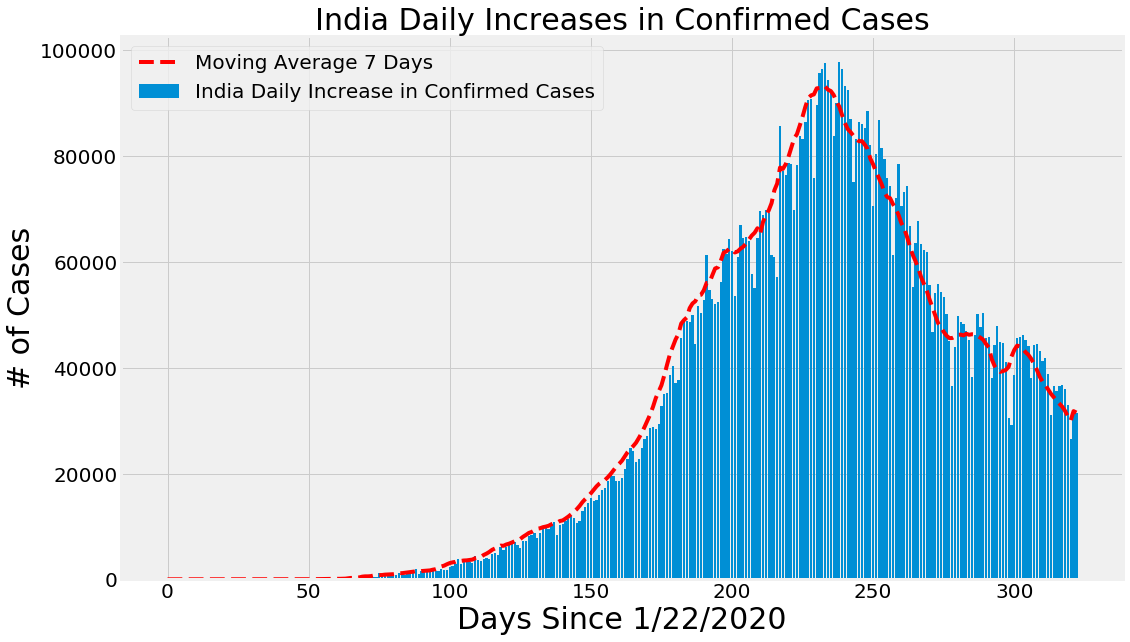 India Daily Increases in Confirmed Cases
100000
80000
60000
40000
20000
0
# of Cases
Moving Average 7 Days
India Daily Increase in Confirmed Cases
0 50 100 150 200 250 300
Days Since 1/22/2020